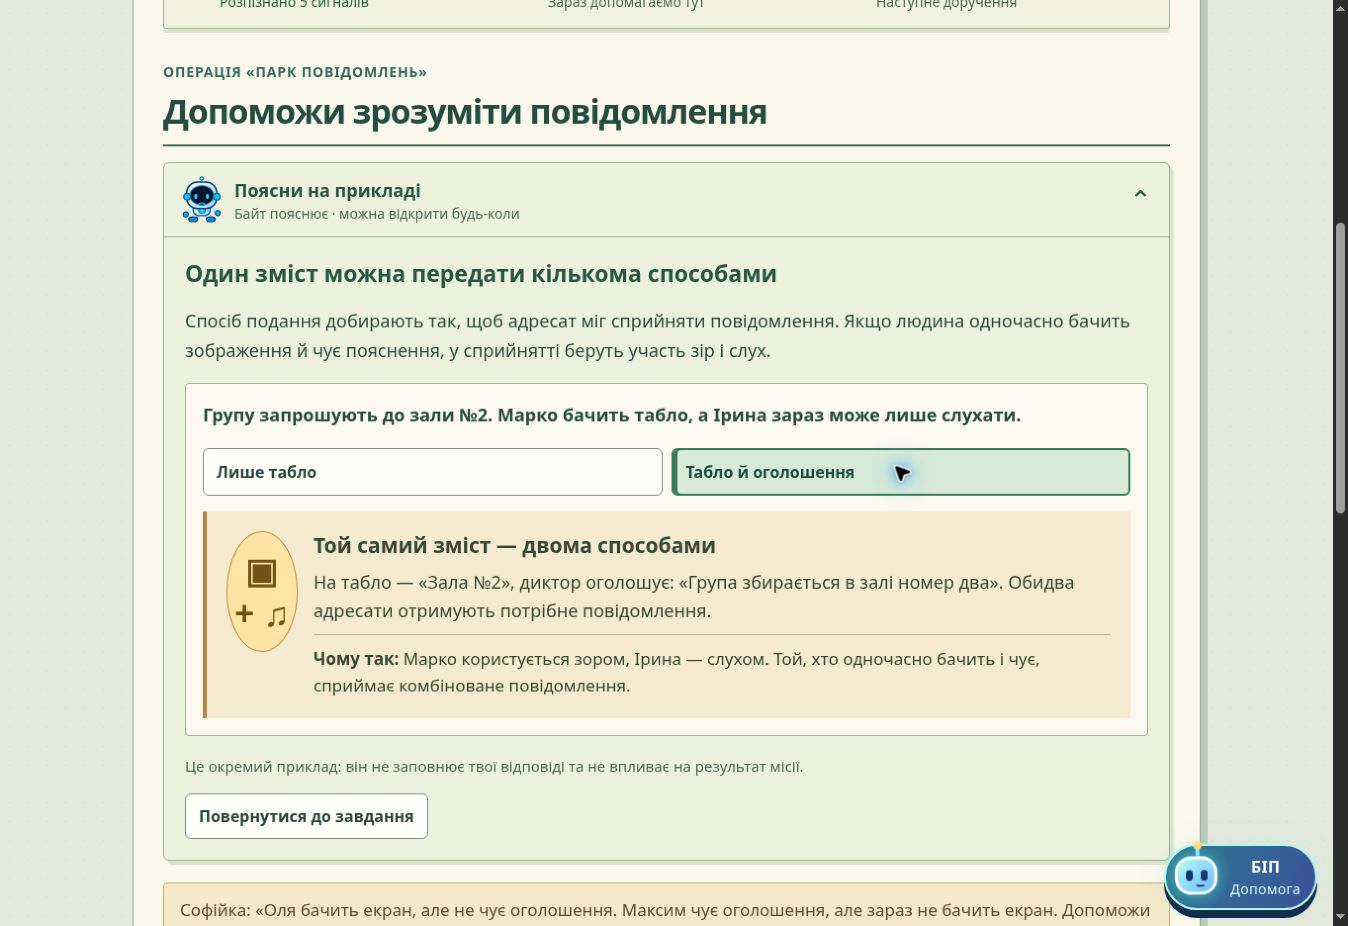 Розпізнано 5 сигналів
Зараз допомагаємо тут
Наступне доручення
ОПЕРАЦІЯ «ПАРК ПОВІДОМЛЕНЬ»
Допоможи зрозуміти повідомлення
Поясни на прикладі
Байт пояснює · можна відкрити будь-коли
Один зміст можна передати кількома способами
Спосіб подання добирають так, щоб адресат міг сприйняти повідомлення. Якщо людина одночасно бачить
зображення й чує пояснення, у сприйнятті беруть участь зір і слух.
Групу запрошують до зали №2. Марко бачить табло, а Ірина зараз може лише слухати.
Лише табло
Табло й оголошення
Той самий зміст — двома способами
На табло — «Зала №2», диктор оголошує: «Група збирається в залі номер два». Обидва
адресати отримують потрібне повідомлення.
Чому так: Марко користується зором, Ірина — слухом. Той, хто одночасно бачить і чує,
сприймає комбіноване повідомлення.
Це окремий приклад: він не заповнює твої відповіді та не впливає на результат місії.
Повернутися до завдання
БІП
Допомога
Софійка: «Оля бачить екран, але не чує оголошення. Максим чує оголошення, але зараз не бачить екран. Допоможи